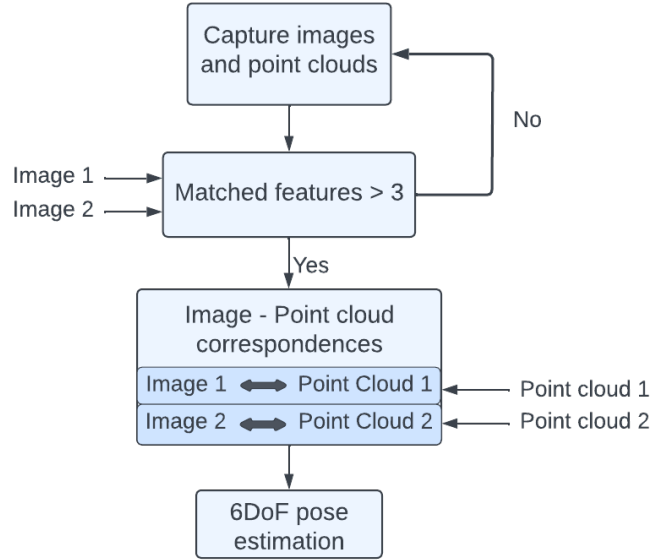 Capture images
and point clouds
No
Image 1
Image 2
Matched features > 3
Yes
Image - Point cloud
correspondences
Image 1 Point Cloud 1
Image 2 Point Cloud 2
Point cloud 1
Point cloud 2
6DoF pose
estimation